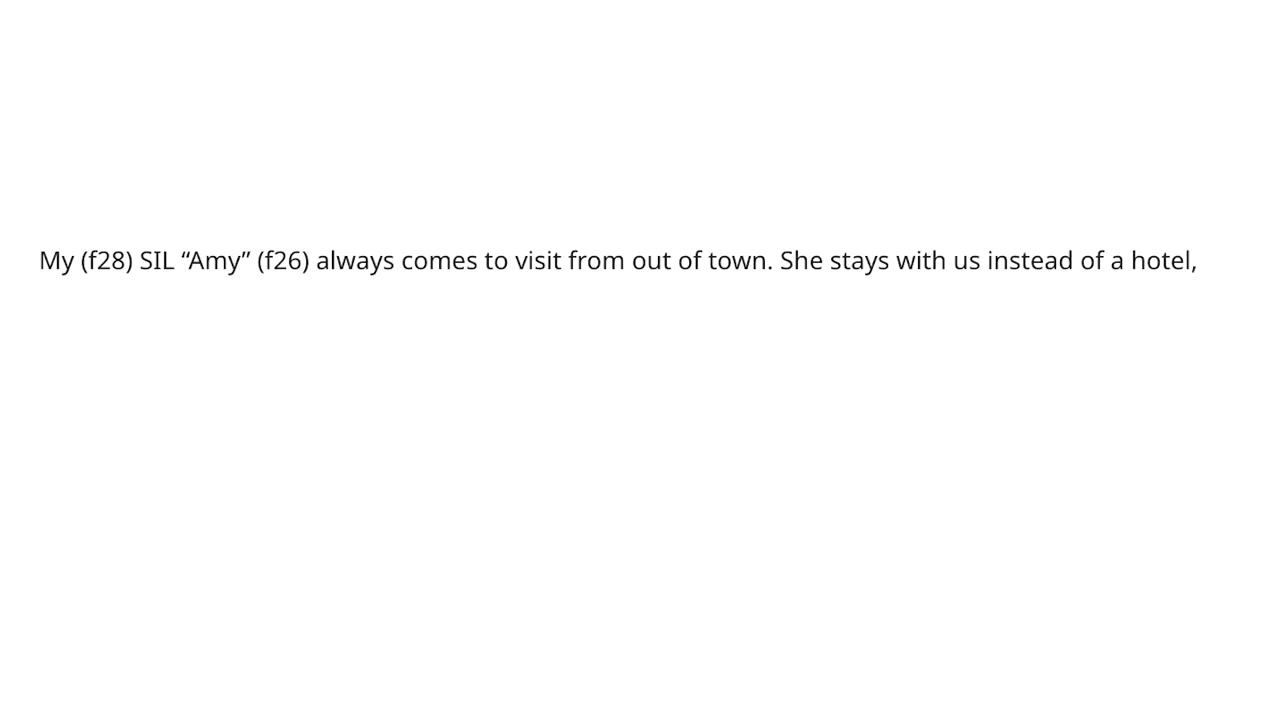 My (f28) SIL “Amy” (f26) always comes to visit from out of town. She stays with us instead of a hotel,